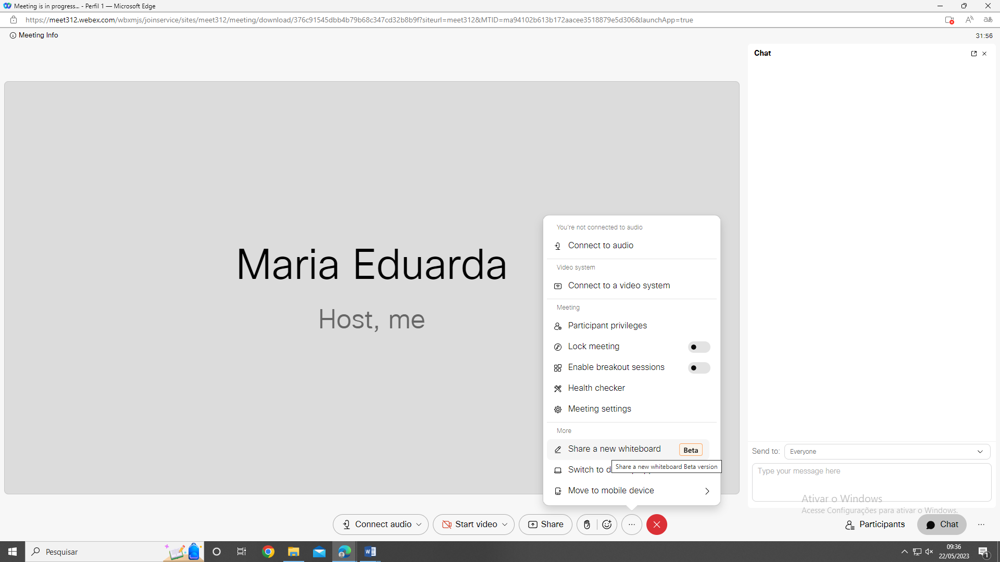 Meeting is in progress... - Perfil 1 — Microsoft Edge
https://meet312.webex.com/wbxmjs/joinservice/sites/meet312/meeting/download/376c91545dbb4b79b68c347cd32b8b9f?siteurl=meet312&MTID=ma94102b613b172aacee3518879e5d306&launchApp=true
Meeting Info
31:56
Chat
Maria Eduarda
Host, me
You're not connected to audio
Connect to audio
Video system
Connect to a video system
Meeting
Participant privileges
Lock meeting
Enable breakout sessions
Health checker
Meeting settings
More
Share a new whiteboard Beta
Share a new whiteboard Beta version
Switch to
Move to mobile device
Send to: Everyone
Type your message here
Ativar o Windows
Acesse Configurações para ativar o Windows.
Connect audio
Start video
Share
Participants
Chat
Pesquisar
09:36
22/05/2023
1